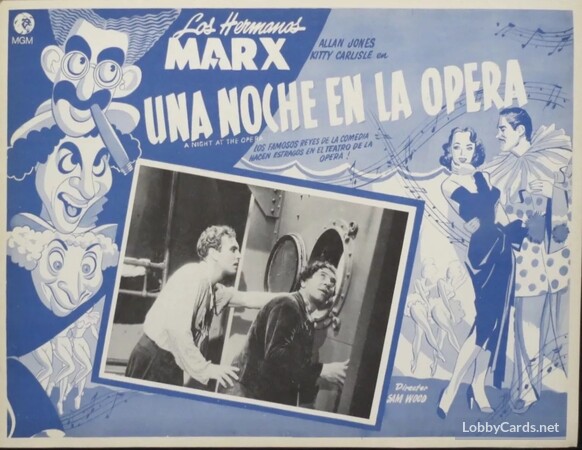 MGM
Los Hermanos
MARX
ALLAN JONES
KITTY CARLISLE en
UNA NOCHE EN LA OPERA
A NIGHT AT THE OPERA
LOS FAMOSOS REYES DE LA COMEDIA
HACEN ESTRAGOS EN EL TEATRO DE LA
OPERA!
Director
SAM WOOD
LobbyCards.net